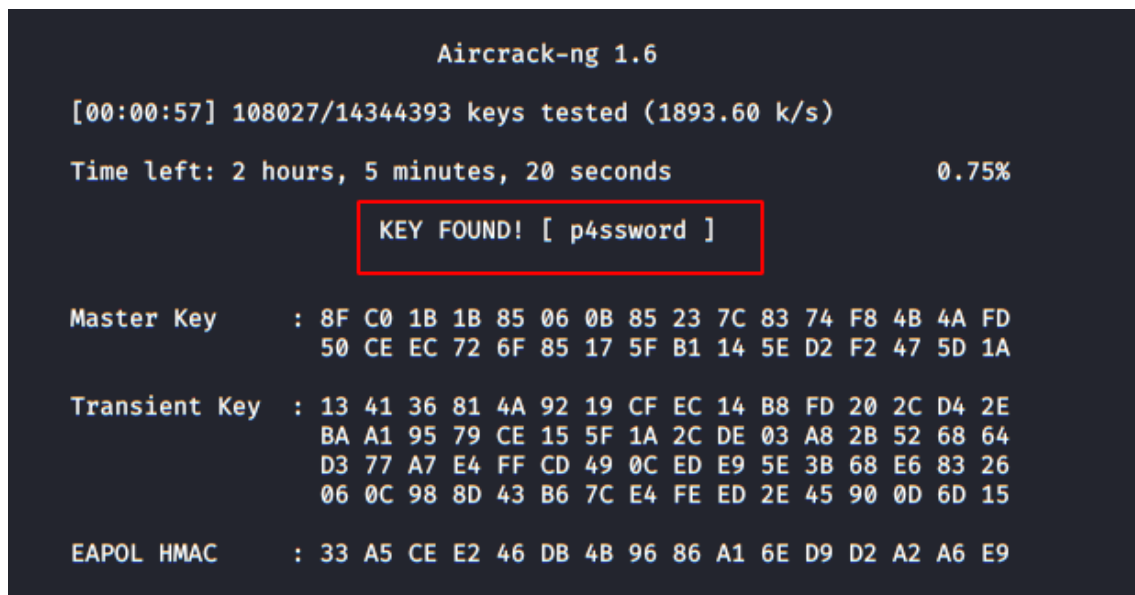 Aircrack-ng 1.6
[00:00:57] 108027/14344393 keys tested (1893.60 k/s)
Time left: 2 hours, 5 minutes, 20 seconds 0.75%
KEY FOUND! [ p4ssword ]
Master Key : 8F C0 1B 1B 85 06 0B 85 23 7C 83 74 F8 4B 4A FD
50 CE EC 72 6F 85 17 5F B1 14 5E D2 F2 47 5D 1A
Transient Key : 13 41 36 81 4A 92 19 CF EC 14 B8 FD 20 2C D4 2E
BA A1 95 79 CE 15 5F 1A 2C DE 03 A8 2B 52 68 64
D3 77 A7 E4 FF CD 49 0C ED E9 5E 3B 68 E6 83 26
06 0C 98 8D 43 B6 7C E4 FE ED 2E 45 90 0D 6D 15
EAPOL HMAC : 33 A5 CE E2 46 DB 4B 96 86 A1 6E D9 D2 A2 A6 E9